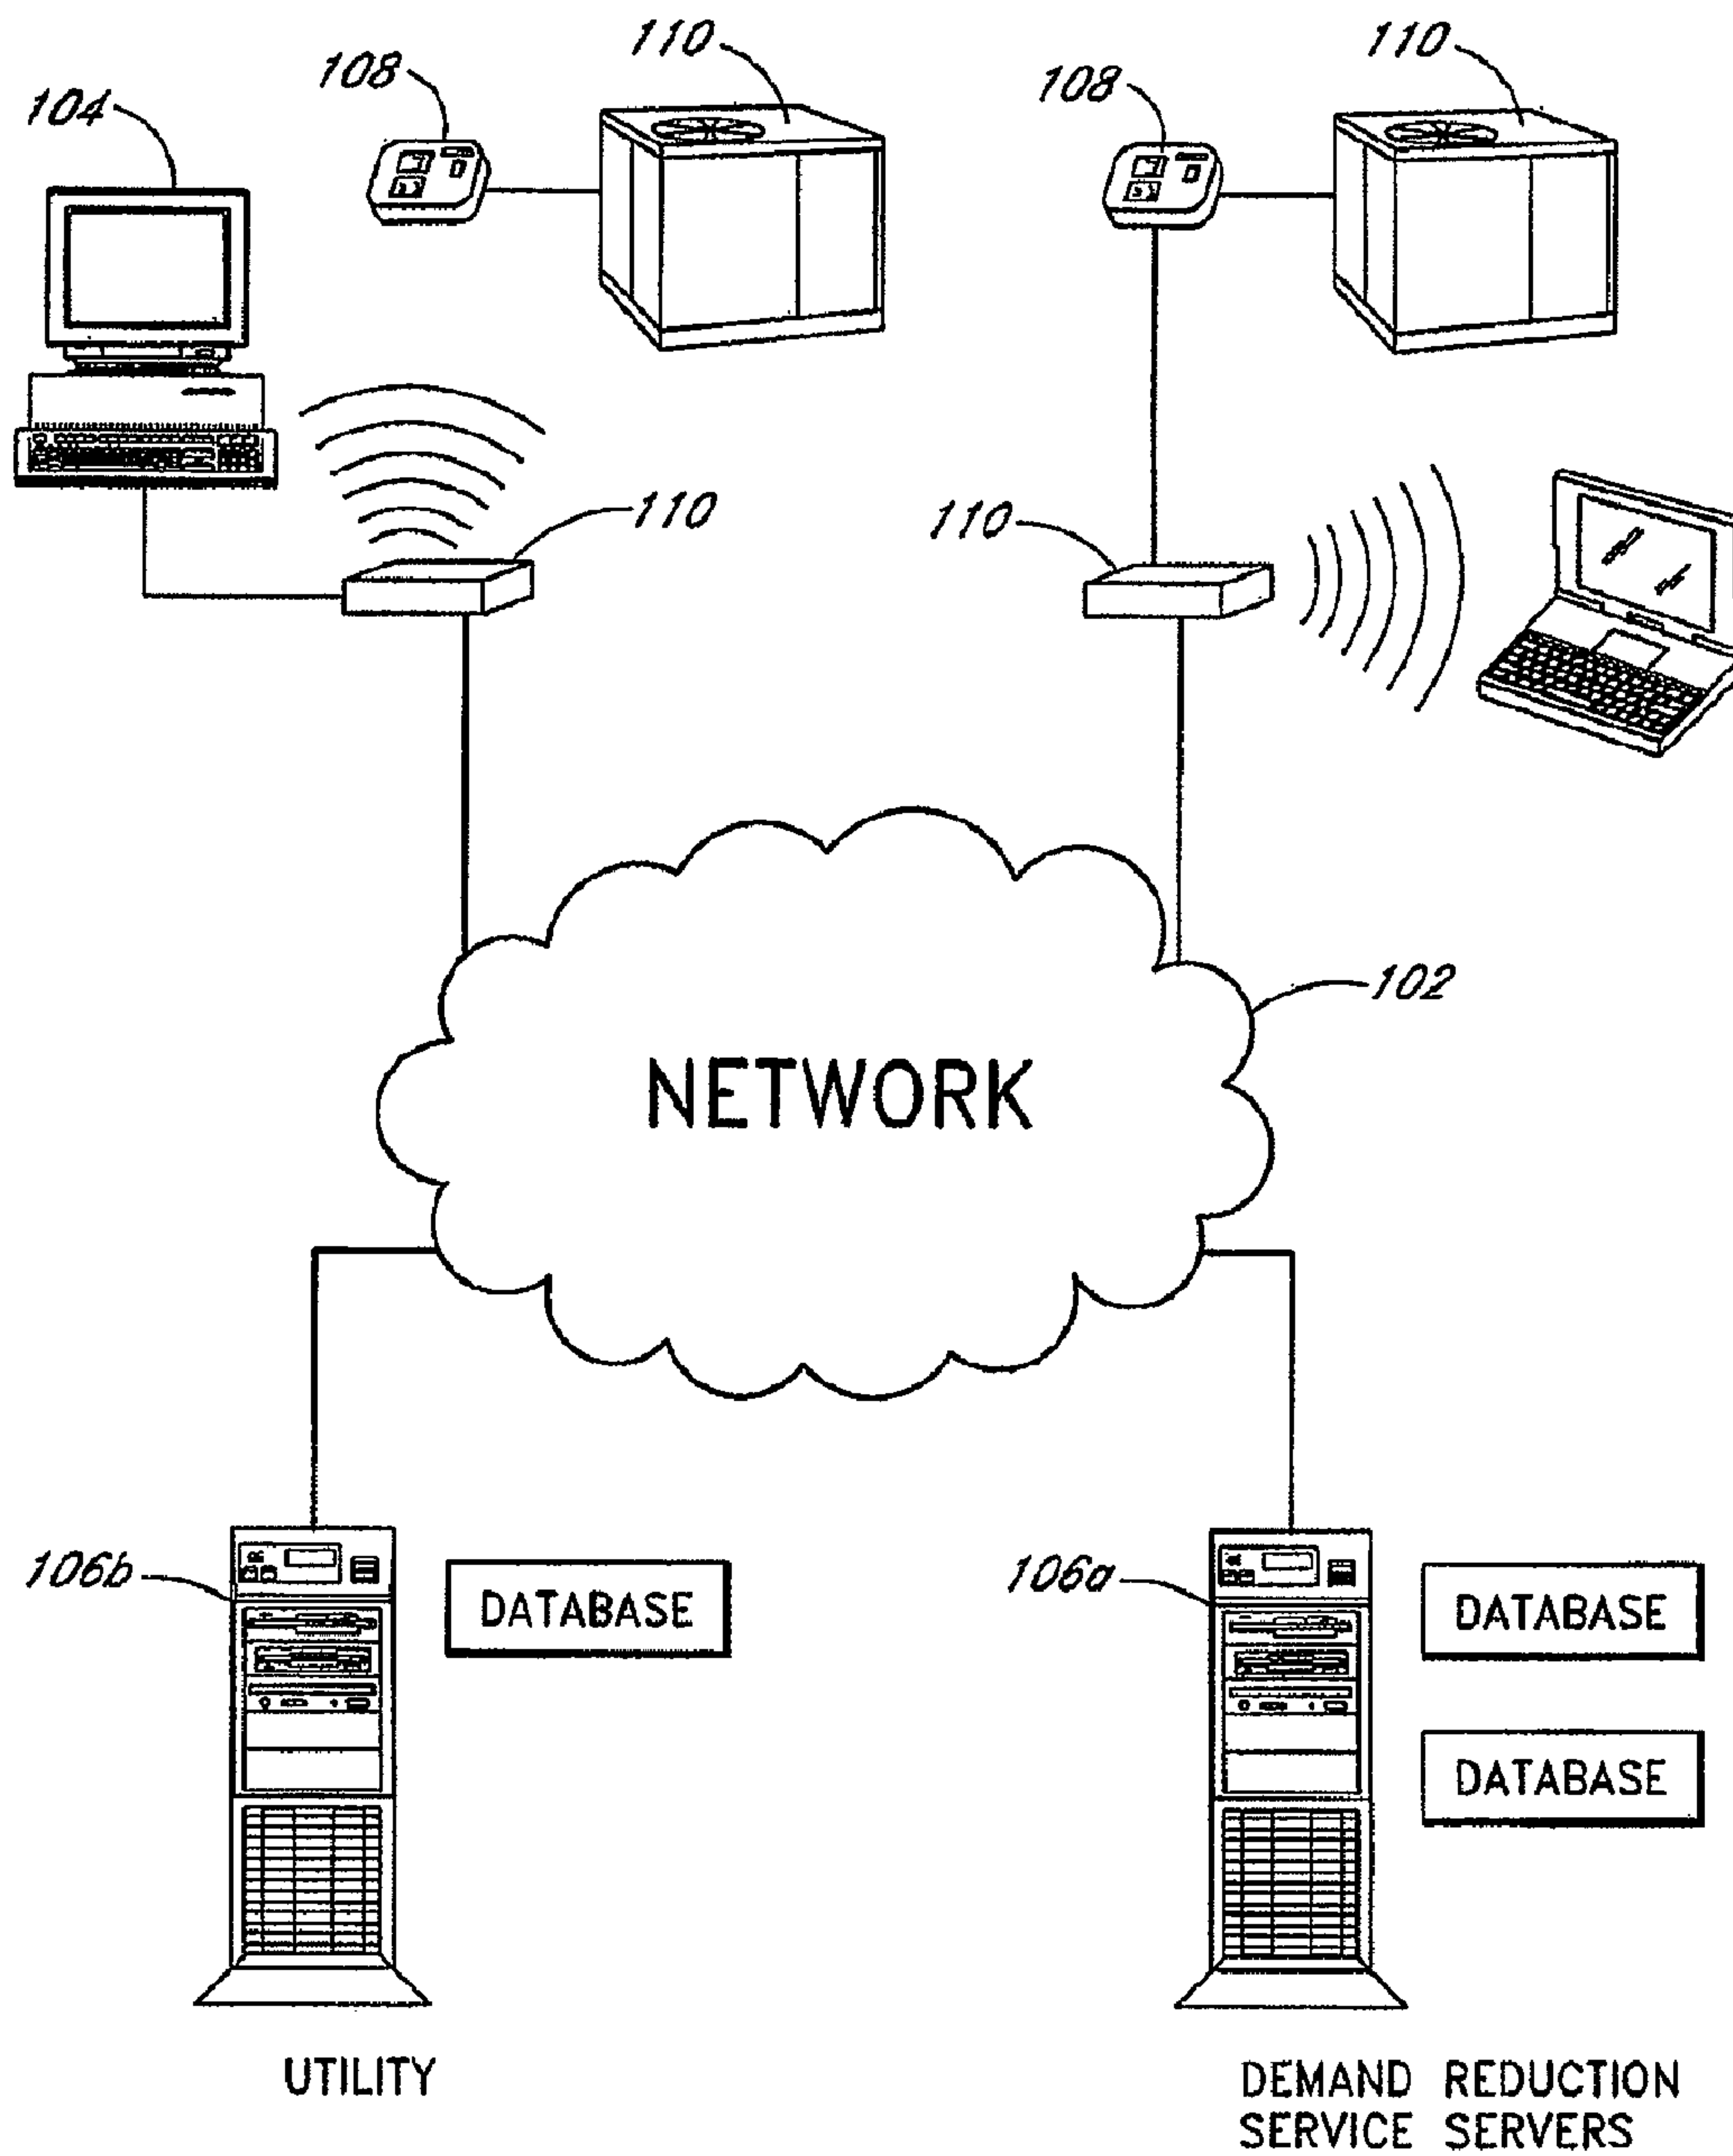 110
110
108
108
104
110
110
102
NETWORK
106b
DATABASE
106a
DATABASE
DATABASE
UTILITY
DEMAND REDUCTION
SERVICE SERVERS